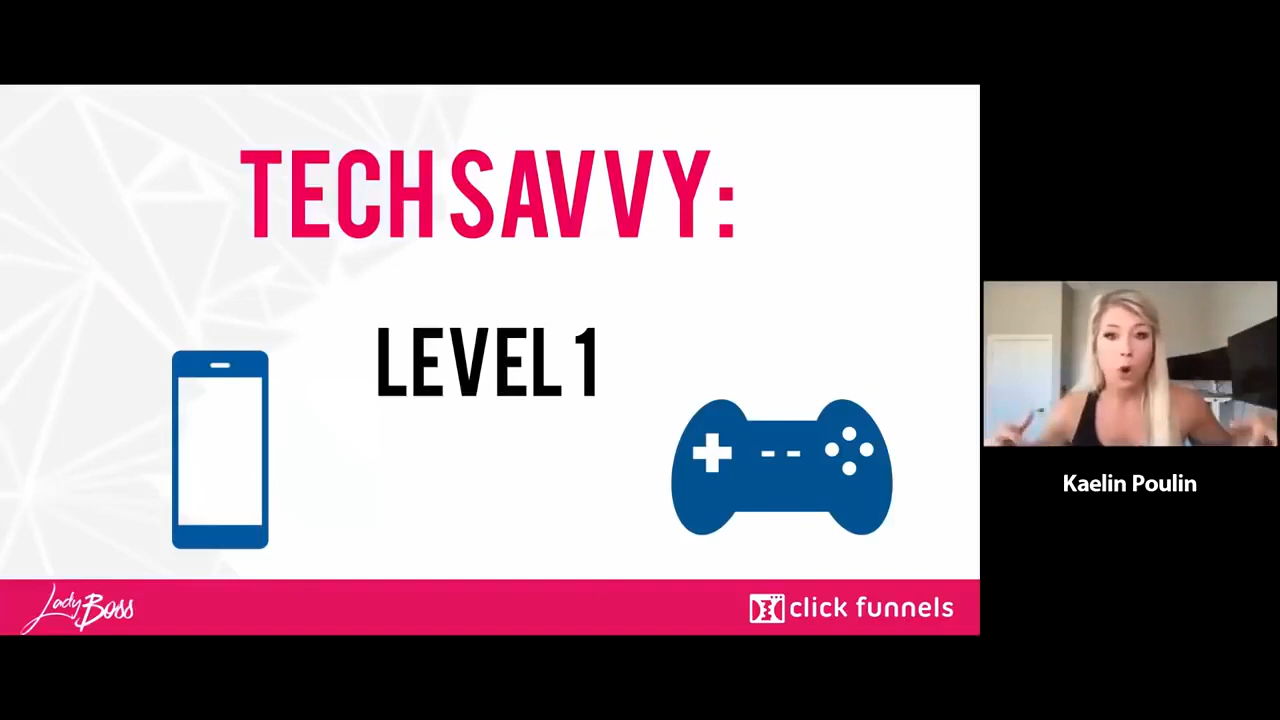 TECH SAVVY:
LEVEL 1
Kaelin Poulin
LadyBoss
click funnels